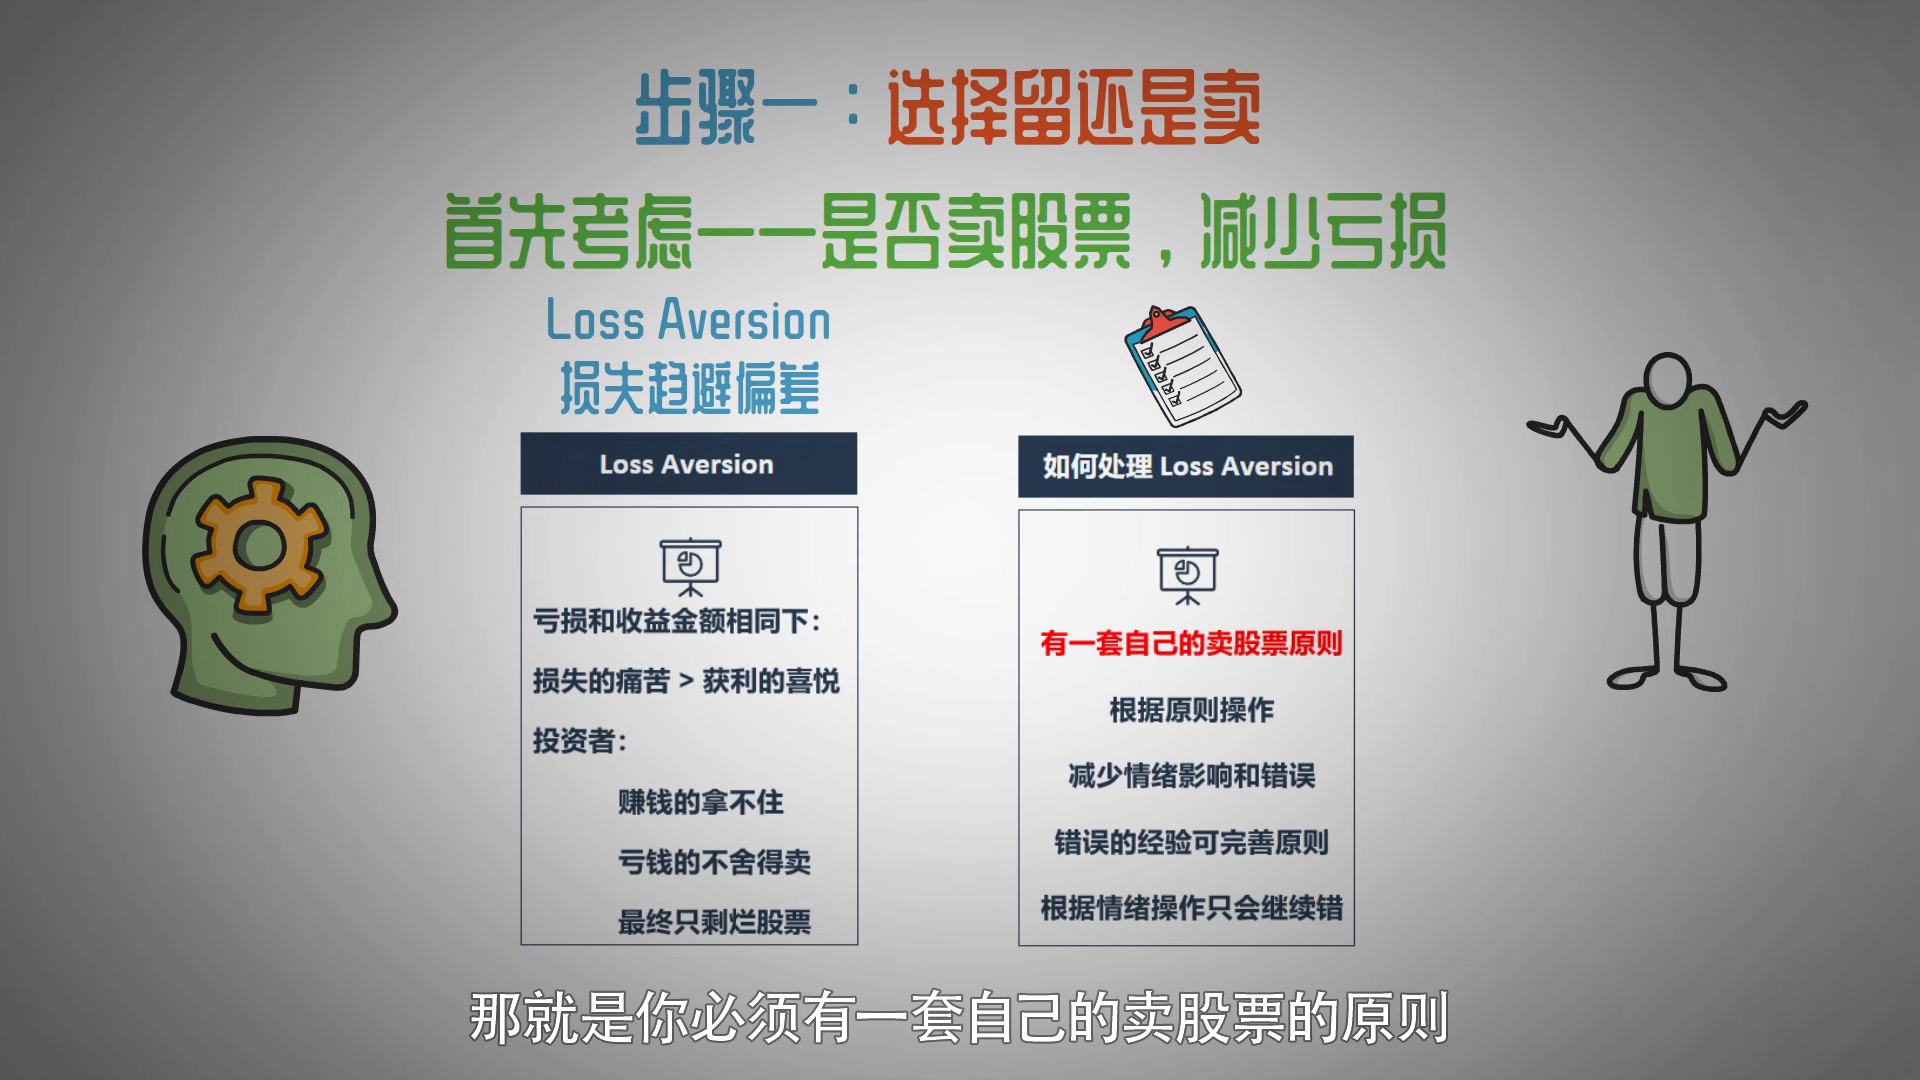 步骤一：选择留还是卖
首先考虑——是否卖股票，减少亏损
Loss Aversion
损失趋避偏差
Loss Aversion
亏损和收益金额相同下：
损失的痛苦 > 获利的喜悦
投资者：
赚钱的拿不住
亏钱的不舍得卖
最终只剩烂股票
如何处理 Loss Aversion
有一套自己的卖股票原则
根据原则操作
减少情绪影响和错误
错误的经验可完善原则
根据情绪操作只会继续错
那就是你必须有一套自己的卖股票的原则